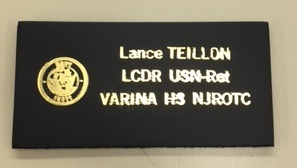 Lance TEILLON
LCDR USN-Ret
VARINA HS NJROTC